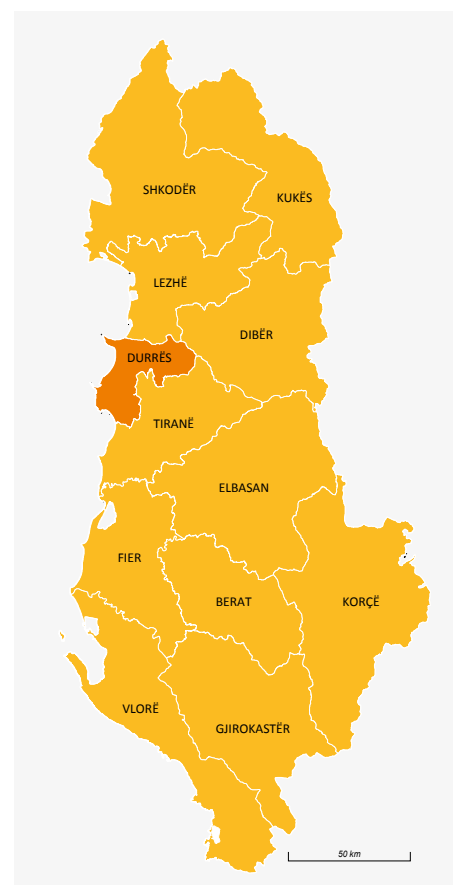 SHKODËR
KUKËS
LEZHË
DIBËR
DURRËS
TIRANË
ELBASAN
FIER
BERAT
KORÇË
VLORË
GJIROKASTËR
50 km